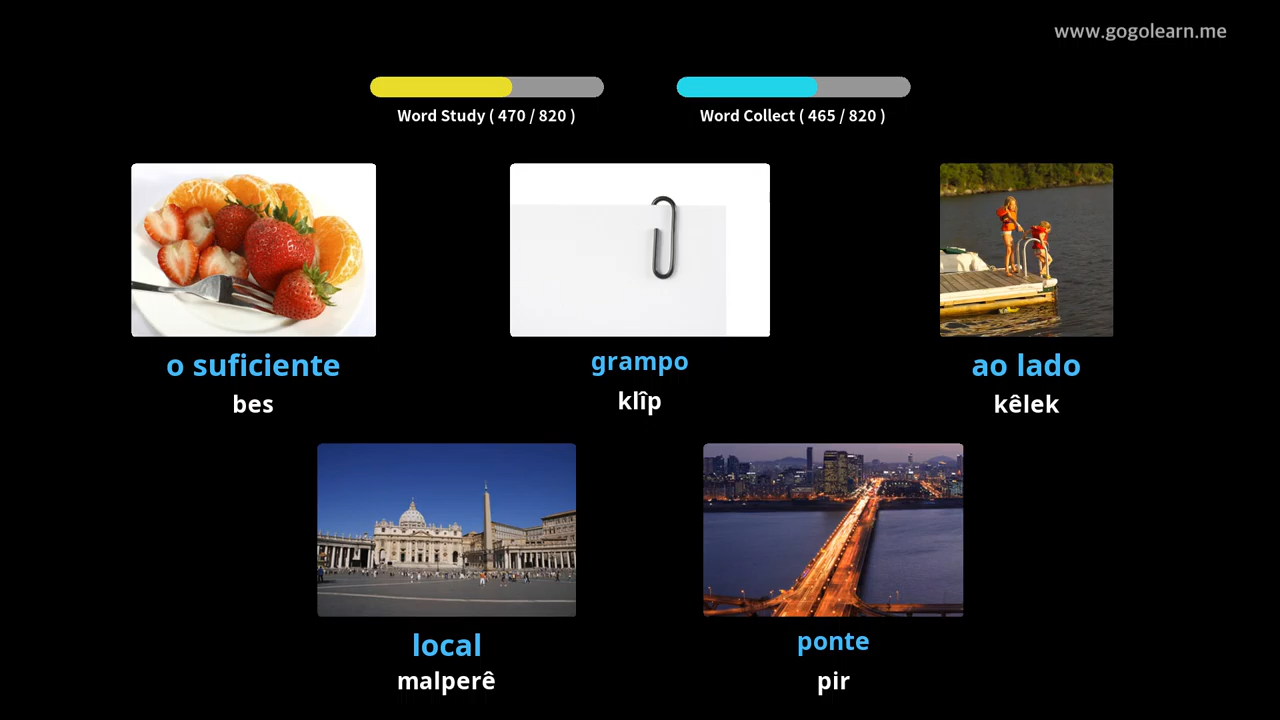 www.gogolearn.me
Word Study ( 470 / 820 )
Word Collect ( 465 / 820 )
o suficiente
bes
grampo
klîp
ao lado
kêlek
local
malperê
ponte
pir